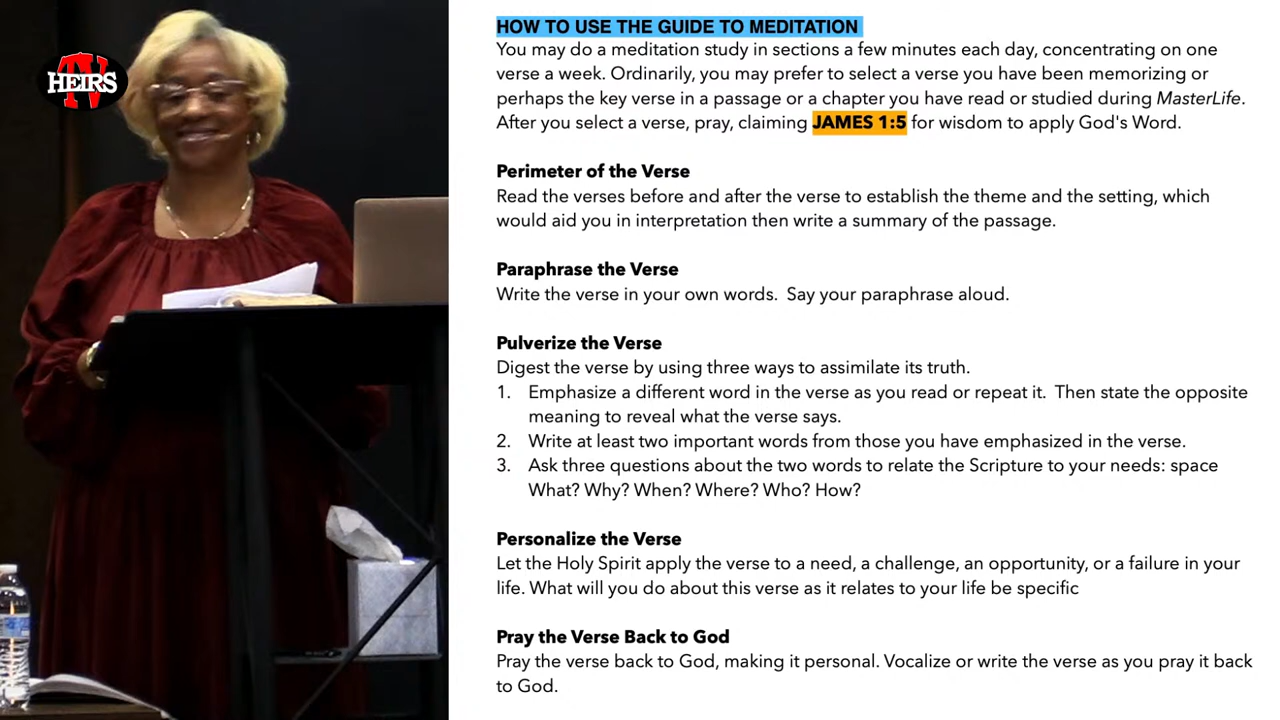 HEIRS
HOW TO USE THE GUIDE TO MEDITATION
You may do a meditation study in sections a few minutes each day, concentrating on one
verse a week. Ordinarily, you may prefer to select a verse you have been memorizing or
perhaps the key verse in a passage or a chapter you have read or studied during MasterLife.
After you select a verse, pray, claiming JAMES 1:5 for wisdom to apply God's Word.
Perimeter of the Verse
Read the verses before and after the verse to establish the theme and the setting, which
would aid you in interpretation then write a summary of the passage.
Paraphrase the Verse
Write the verse in your own words.  Say your paraphrase aloud.
Pulverize the Verse
Digest the verse by using three ways to assimilate its truth.
1. Emphasize a different word in the verse as you read or repeat it.  Then state the opposite
meaning to reveal what the verse says.
2. Write at least two important words from those you have emphasized in the verse.
3. Ask three questions about the two words to relate the Scripture to your needs: space
What? Why? When? Where? Who? How?
Personalize the Verse
Let the Holy Spirit apply the verse to a need, a challenge, an opportunity, or a failure in your
life. What will you do about this verse as it relates to your life be specific
Pray the Verse Back to God
Pray the verse back to God, making it personal. Vocalize or write the verse as you pray it back
to God.